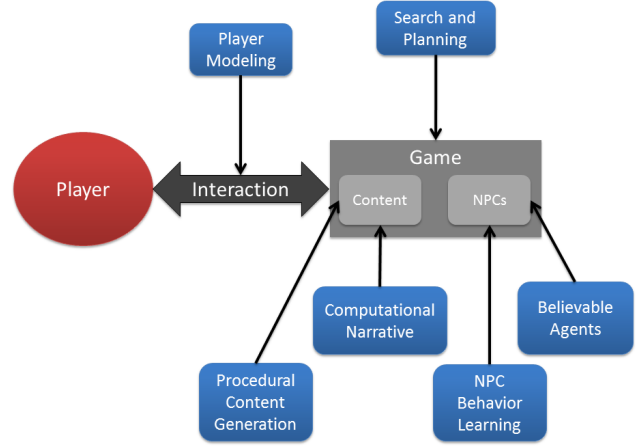 Player
Modeling
Search and
Planning
Game
Player
Interaction
Content
NPCs
Computational
Narrative
Believable
Agents
Procedural
Content
Generation
NPC
Behavior
Learning